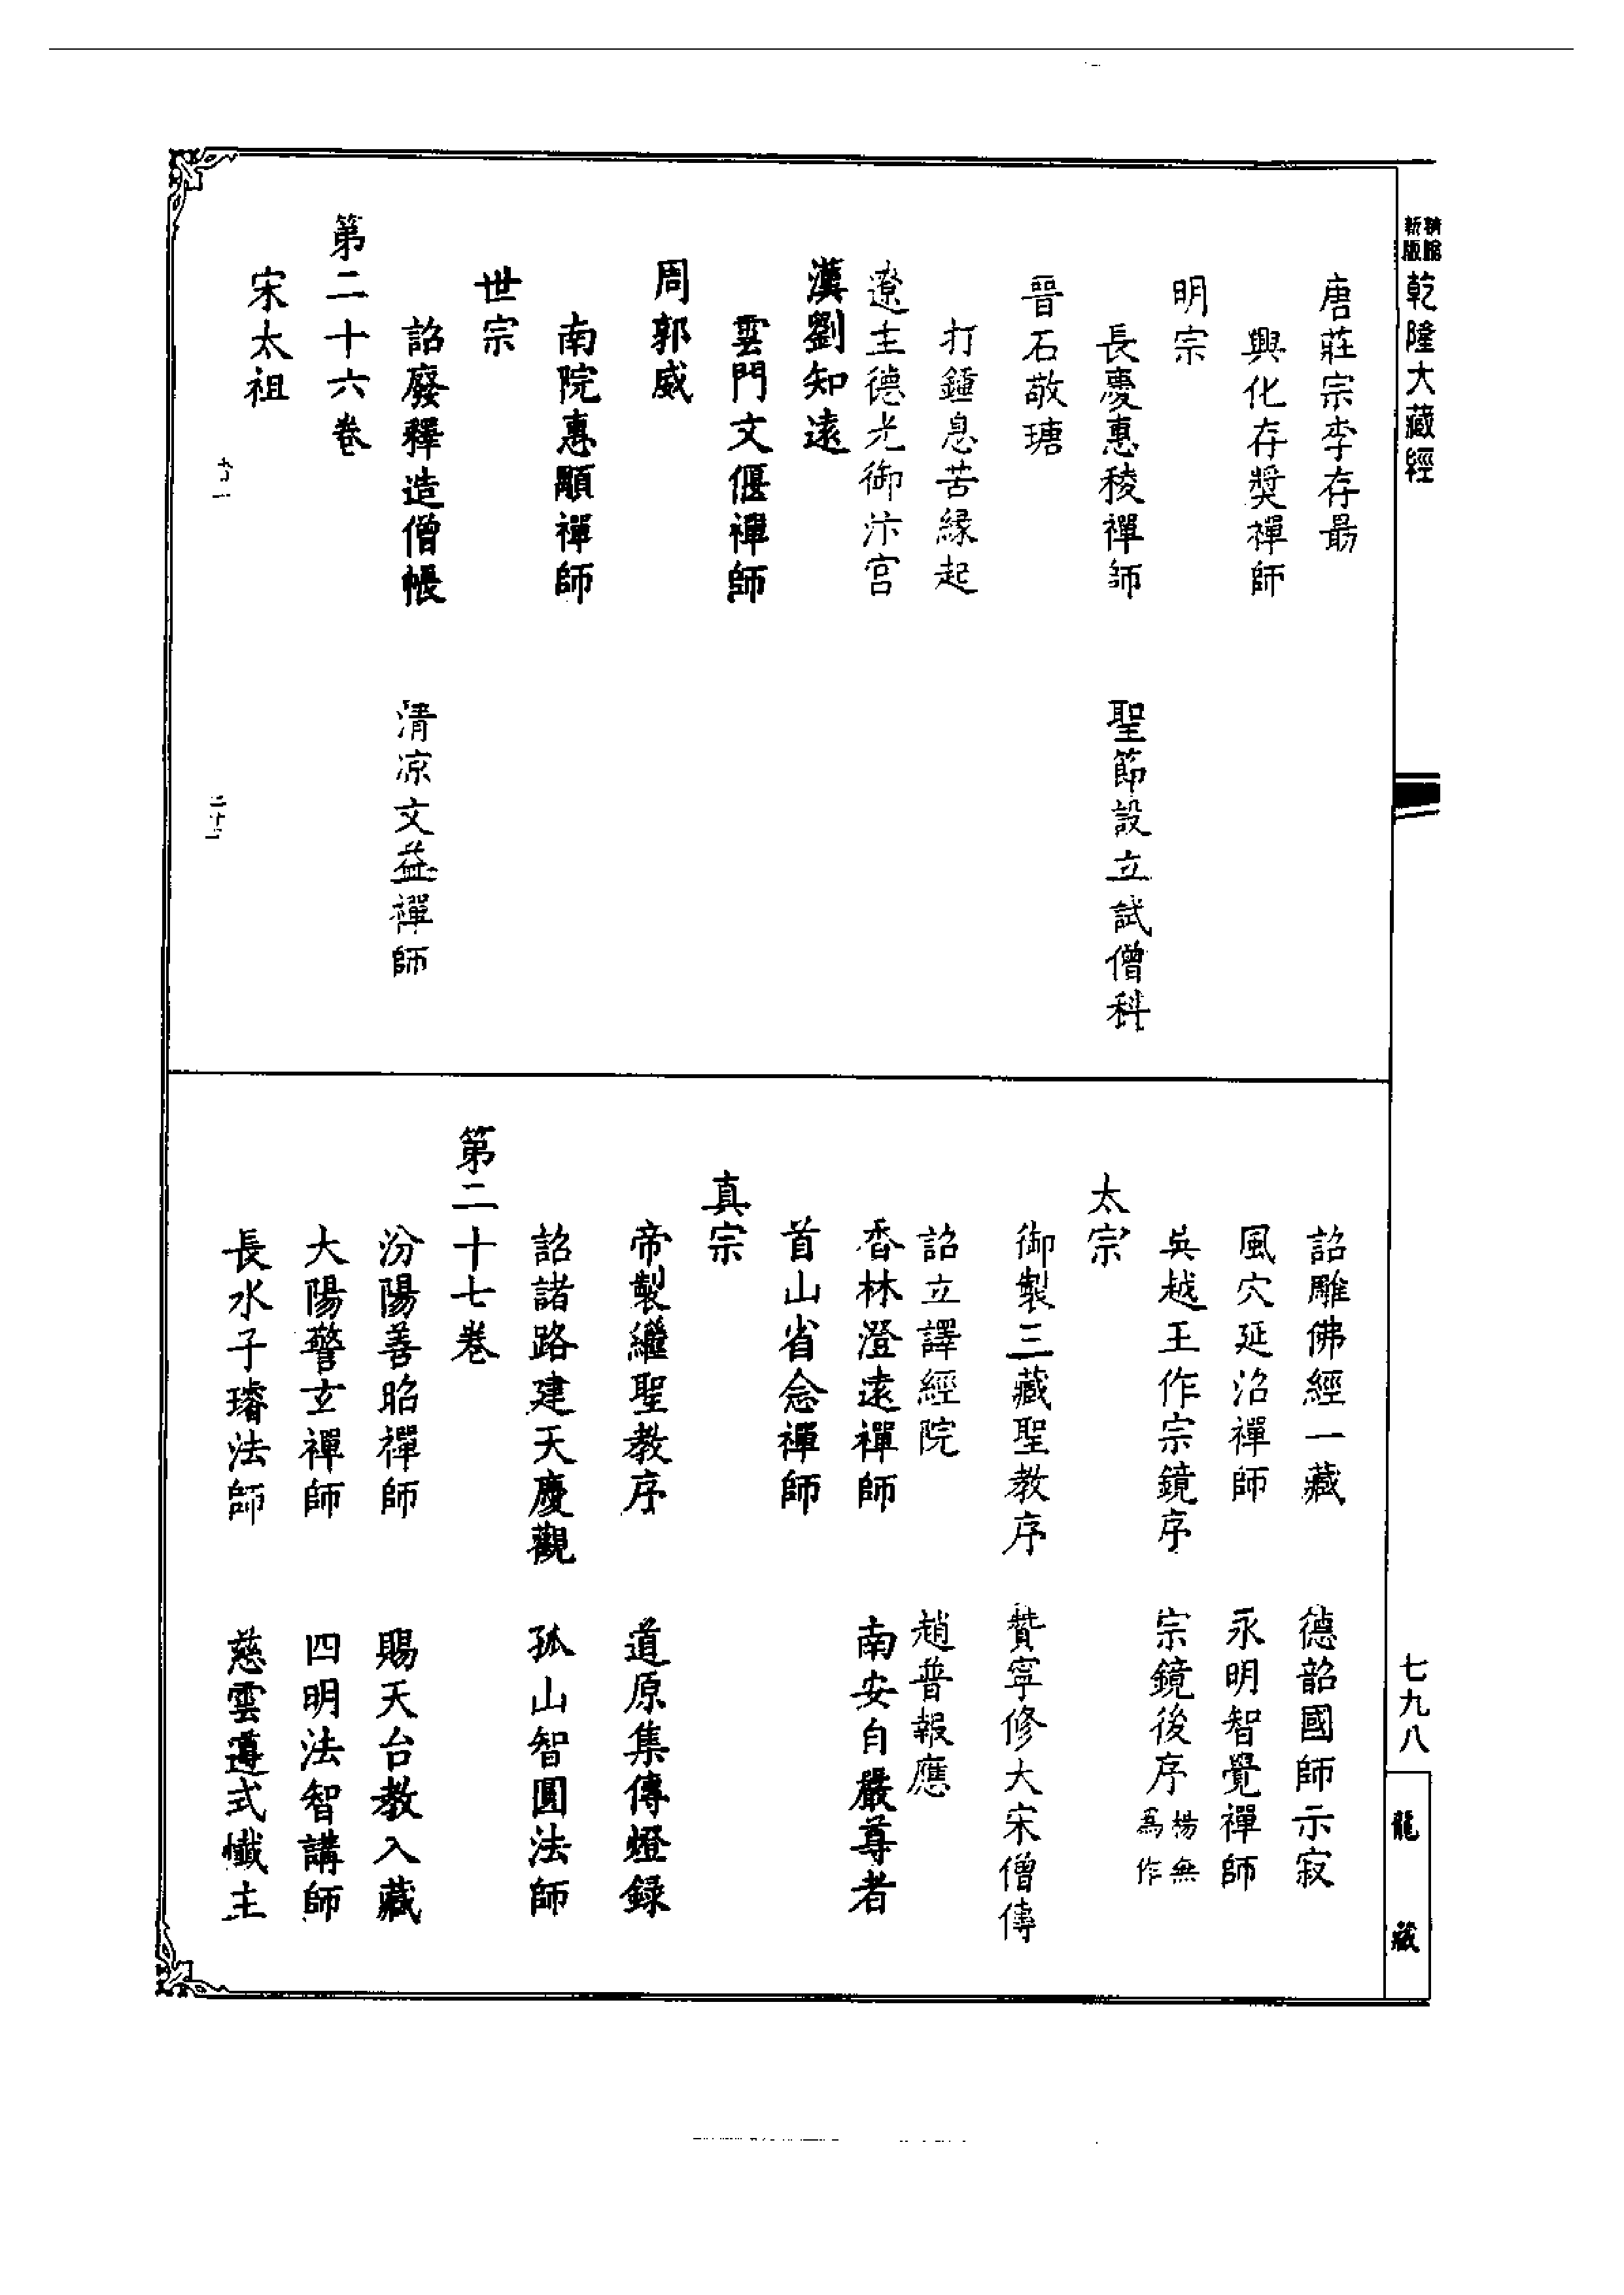 新版
精縮
乾隆大藏經
唐莊宗李存勗
興化存獎禪師
明宗
長慶惠稜禪師　聖節設立試僧科
晉石敬瑭
打鍾息苦緣起
遼主德光御汴宮
漢劉知遠
雲門文偃禪師
周郭威
南院惠顒禪師
世宗
詔廢釋造僧帳　清凉文益禪師
第二十六卷
宋太祖
詔雕佛經一藏　德韶國師示寂
風穴延沼禪師　永明智覺禪師
吳越王作宗鏡序　宗鏡後序楊無為作
太宗
御製三藏聖教序　贊寧修大宋僧傳
詔立譯經院　趙普報應
香林澄遠禪師　南安自嚴尊者
首山省念禪師
真宗
帝製繼聖教序　道原集傳燈録
詔諸路建天慶觀　孤山智圓法師
第二十七卷
汾陽善昭禪師　賜天台教入藏
大陽警玄禪師　四明法智講師
長水子璿法師　慈雲遵式懺主
七九八
龍藏